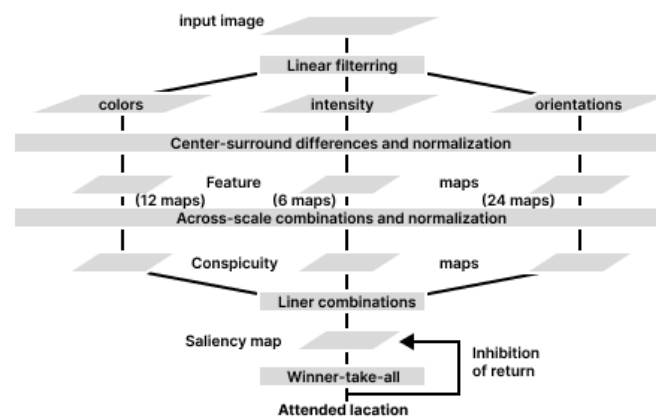 input image
Linear filterring
colors
intensity
orientations
Center-surround differences and normalization
Feature
maps
(12 maps)
(6 maps)
(24 maps)
Across-scale combinations and normalization
Conspicuity
maps
Liner combinations
Saliency map
Inhibition
of return
Winner-take-all
Attended lacation